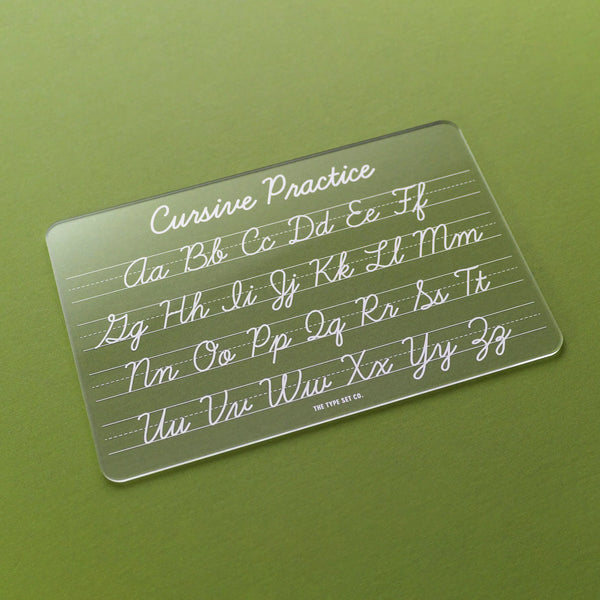 Cursive Practice
Aa Bb Cc Dd Ee Ff
Gg Hh Ii Jj Kk Ll Mm
Nn Oo Pp Qq Rr Ss Tt
Uu Vv Ww Xx Yy Zz
THE TYPE SET CO.